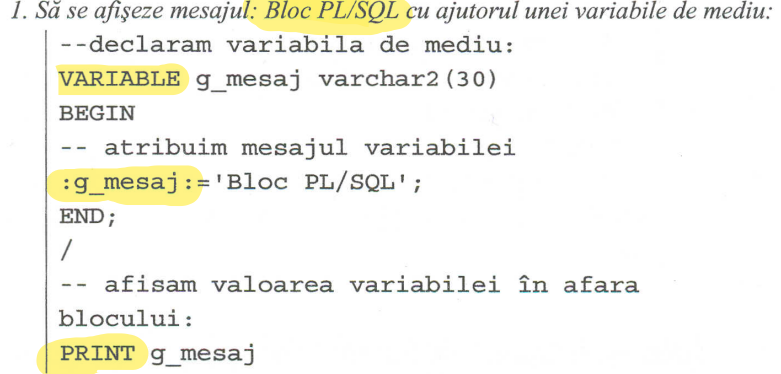 1. Să se afişeze mesajul: Bloc PL/SQL cu ajutorul unei variabile de mediu:
--declaram variabila de mediu:
VARIABLE g_mesaj varchar2(30)
BEGIN
-- atribuim mesajul variabilei
:g_mesaj:='Bloc PL/SQL';
END;
/
-- afisam valoarea variabilei în afara
blocului:
PRINT g_mesaj